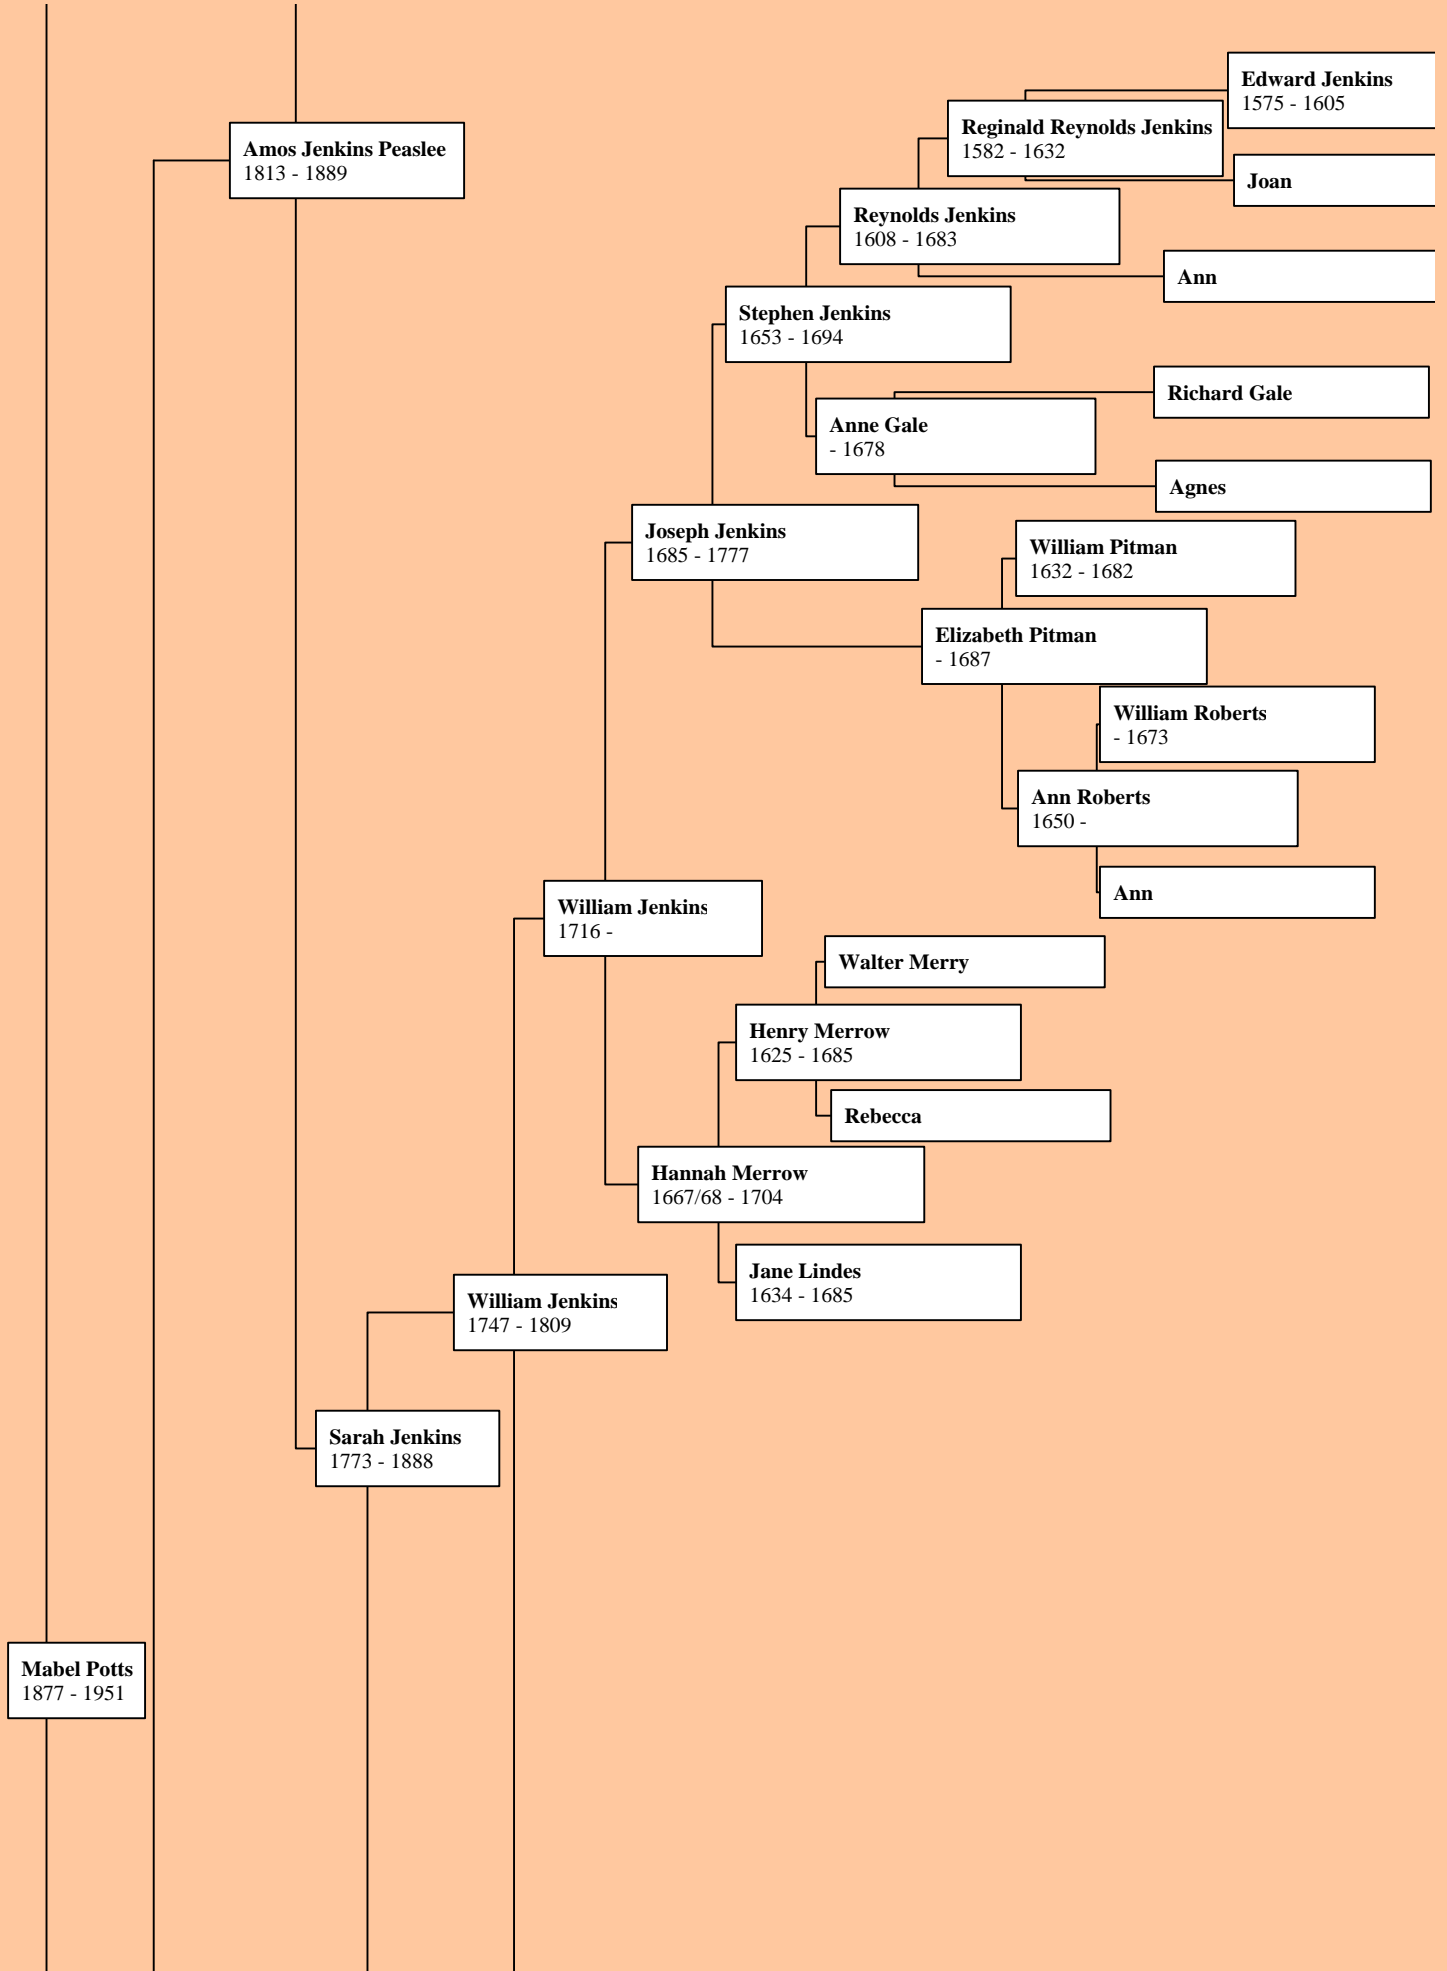 Edward Jenkins
1575 - 1605
Reginald Reynolds Jenkins
1582 - 1632
Amos Jenkins Peaslee
1813 - 1889
Joan
Reynolds Jenkins
1608 - 1683
Ann
Stephen Jenkins
1653 - 1694
Richard Gale
Anne Gale
- 1678
Agnes
Joseph Jenkins
1685 - 1777
William Pitman
1632 - 1682
Elizabeth Pitman
- 1687
William Roberts
- 1673
Ann Roberts
1650 -
Ann
William Jenkins
1716 -
Walter Merry
Henry Merrow
1625 - 1685
Rebecca
Hannah Merrow
1667/68 - 1704
Jane Lindes
1634 - 1685
William Jenkins
1747 - 1809
Sarah Jenkins
1773 - 1888
Mabel Potts
1877 - 1951